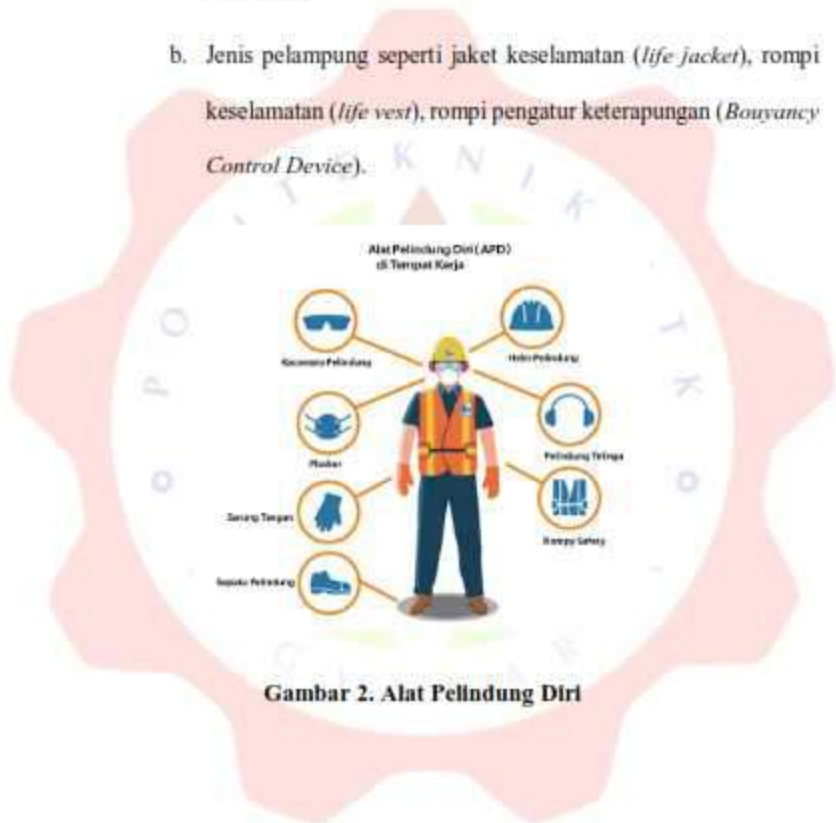 b. Jenis pelampung seperti jaket keselamatan (life jacket), rompi
keselamatan (life vest), rompi pengatur keterapungan (Bouyancy
Control Device).
Alat Pelindung Diri (APD)
di Tempat Kerja
Kacamata Pelindung
Helm Pelindung
Masker
Pelindung Telinga
Sarung Tangan
Rompy Safety
Sepatu Pelindung
Gambar 2. Alat Pelindung Diri